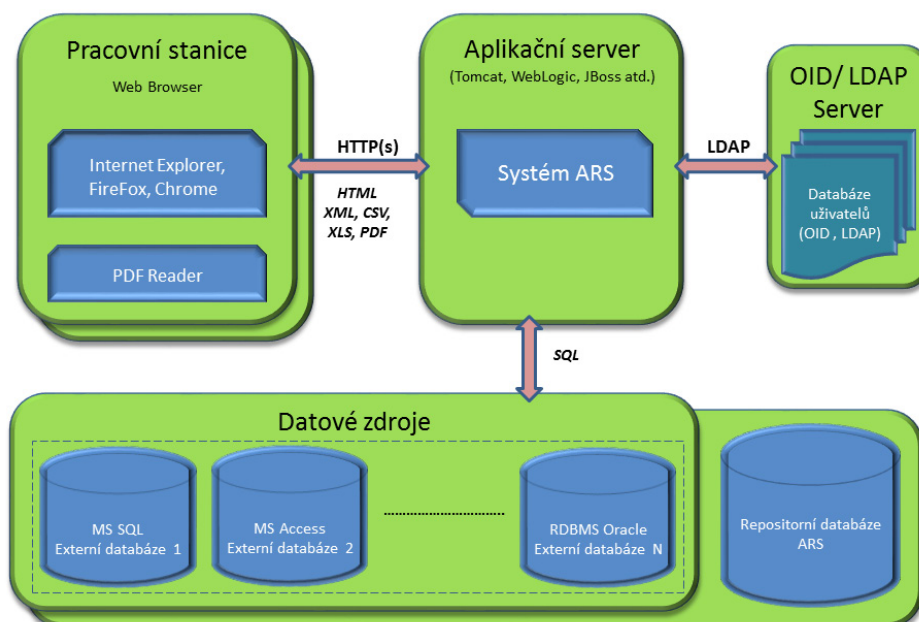 Pracovní stanice
Web Browser
Internet Explorer,
FireFox, Chrome
PDF Reader
HTTP(s)
HTML
XML, CSV,
XLS, PDF
Aplikační server
(Tomcat, WebLogic, JBoss atd.)
Systém ARS
LDAP
OID/ LDAP
Server
Databáze
uživatelů
(OID , LDAP)
SQL
Datové zdroje
MS SQL
Externí databáze 1
MS Access
Externí databáze 2
.................................
RDBMS Oracle
Externí databáze N
Repositorní databáze
ARS